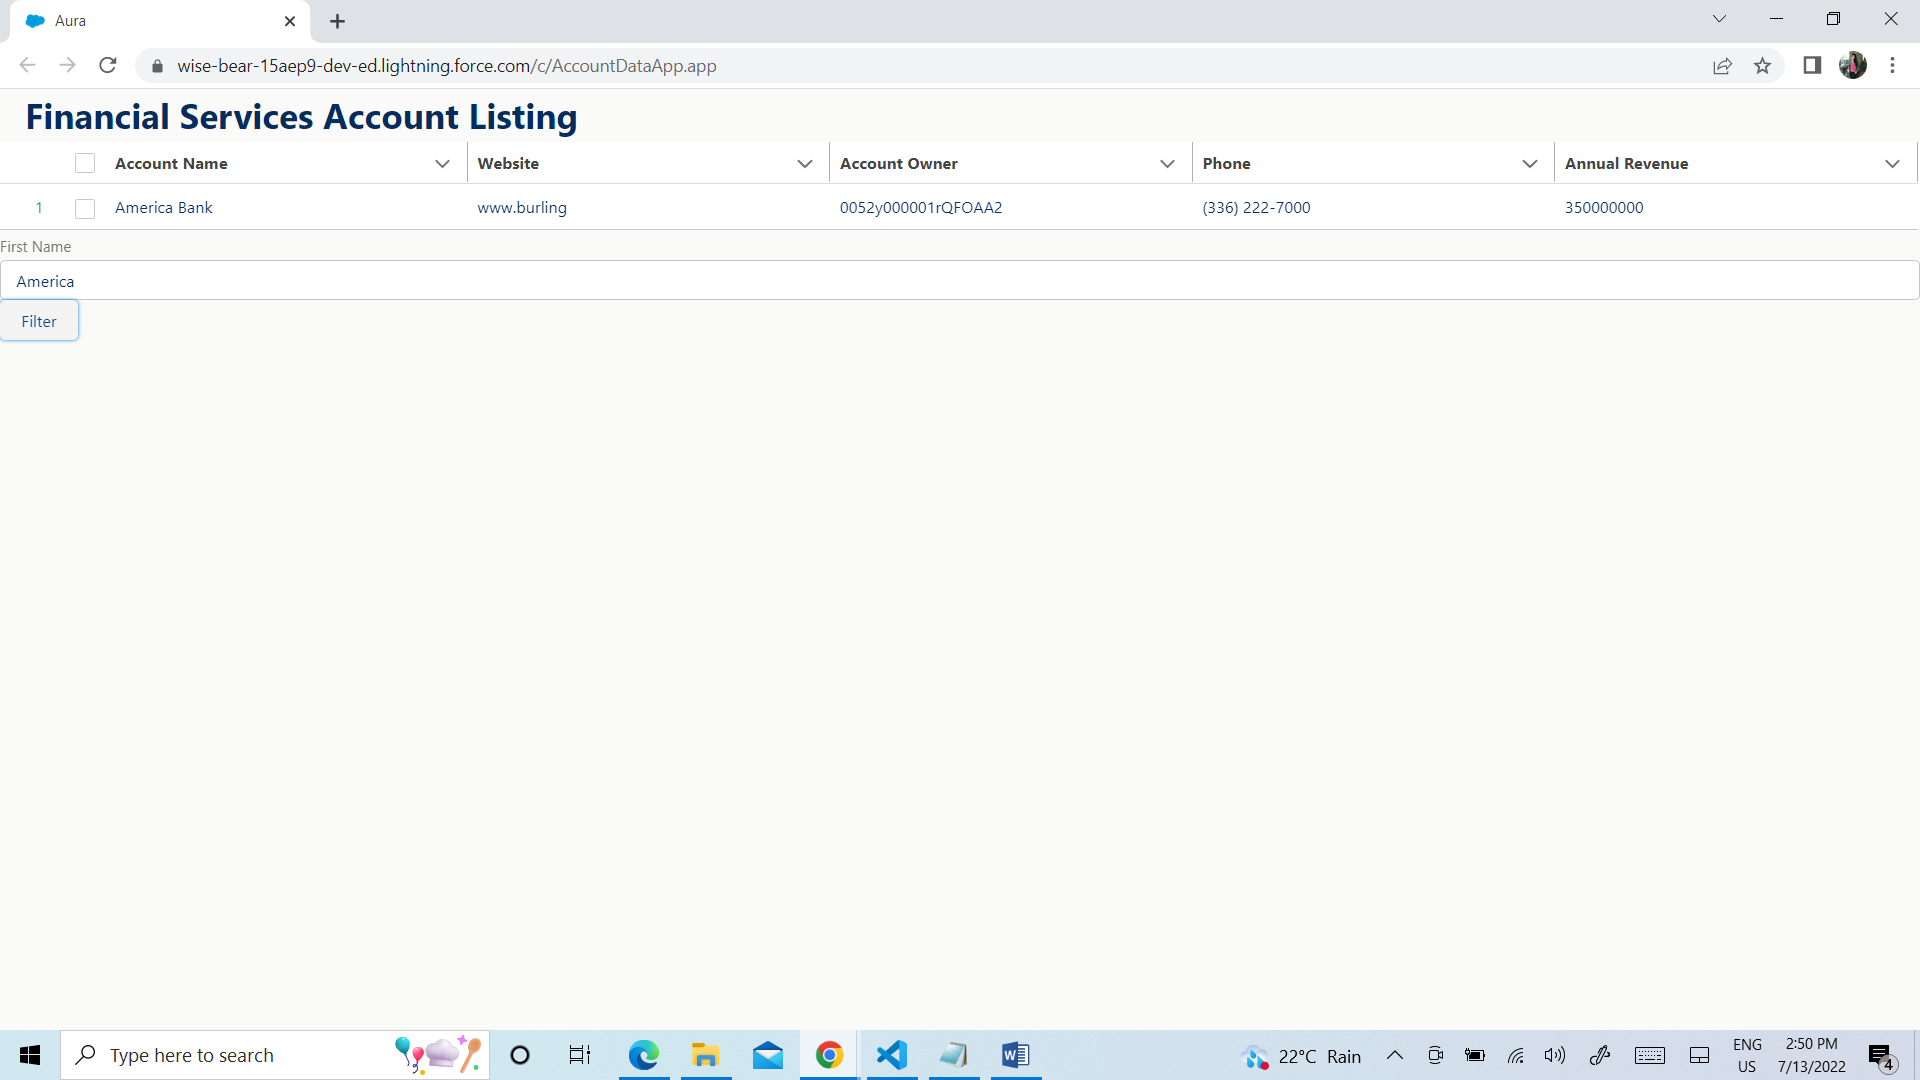 Aura
wise-bear-15aep9-dev-ed.lightning.force.com/c/AccountDataApp.app
Financial Services Account Listing
Account Name Website Account Owner Phone Annual Revenue
1 America Bank www.burling 0052y000001rQFOAA2 (336) 222-7000 350000000
First Name
America
Filter
Type here to search
22°C Rain
ENG
US
2:50 PM
7/13/2022
4